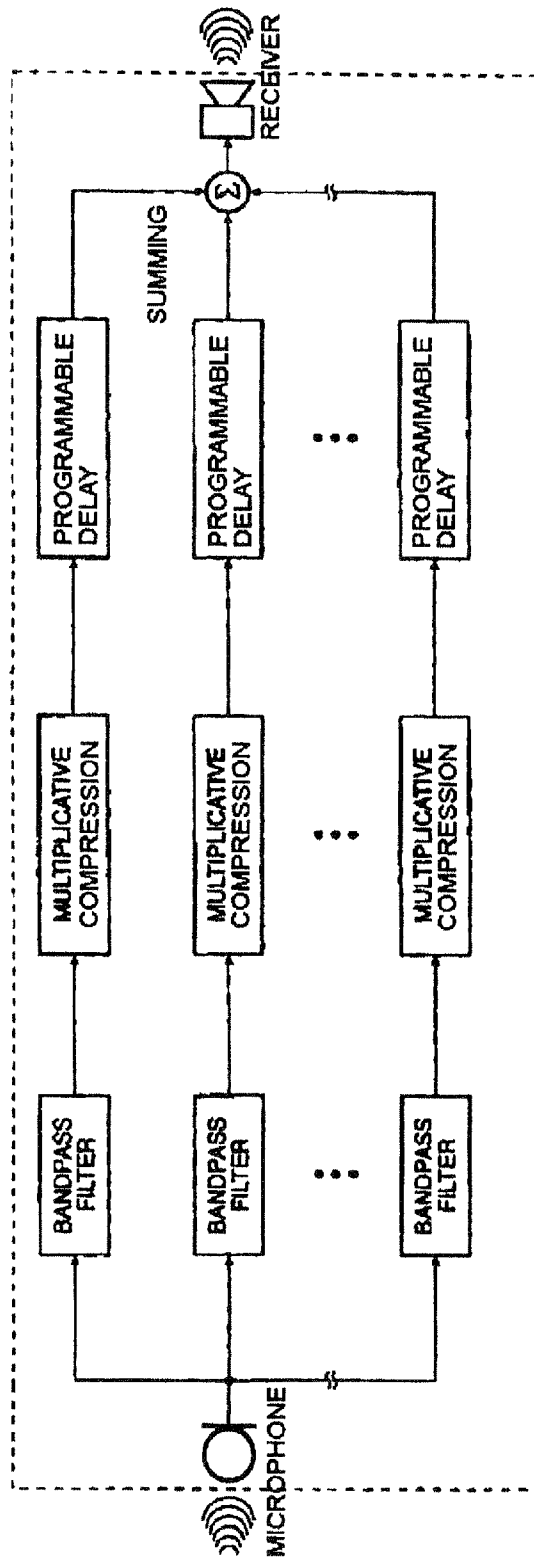 MICROPHONE
BANDPASS
FILTER
MULTIPLICATIVE
COMPRESSION
PROGRAMMABLE
DELAY
BANDPASS
FILTER
MULTIPLICATIVE
COMPRESSION
PROGRAMMABLE
DELAY
BANDPASS
FILTER
MULTIPLICATIVE
COMPRESSION
PROGRAMMABLE
DELAY
SUMMING
Σ
RECEIVER